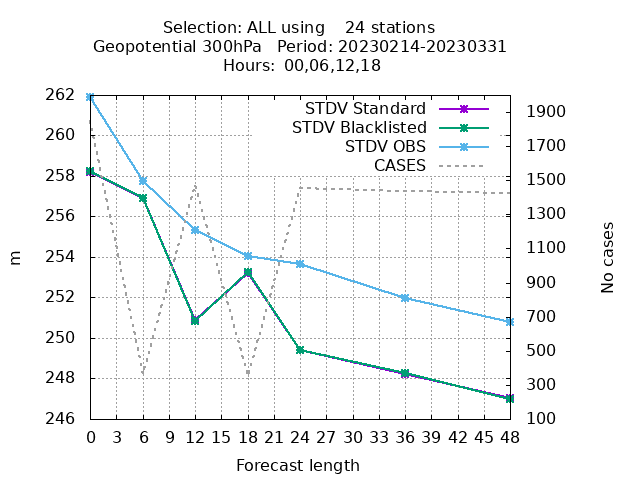 Selection: ALL using    24 stations
Geopotential 300hPa   Period: 20230214-20230331
Hours: 00,06,12,18
STDV Standard
STDV Blacklisted
STDV OBS
CASES
262
260
258
256
254
252
250
248
246
m
1900
1700
1500
1300
1100
900
700
500
300
100
No cases
0 3 6 9 12 15 18 21 24 27 30 33 36 39 42 45 48
Forecast length